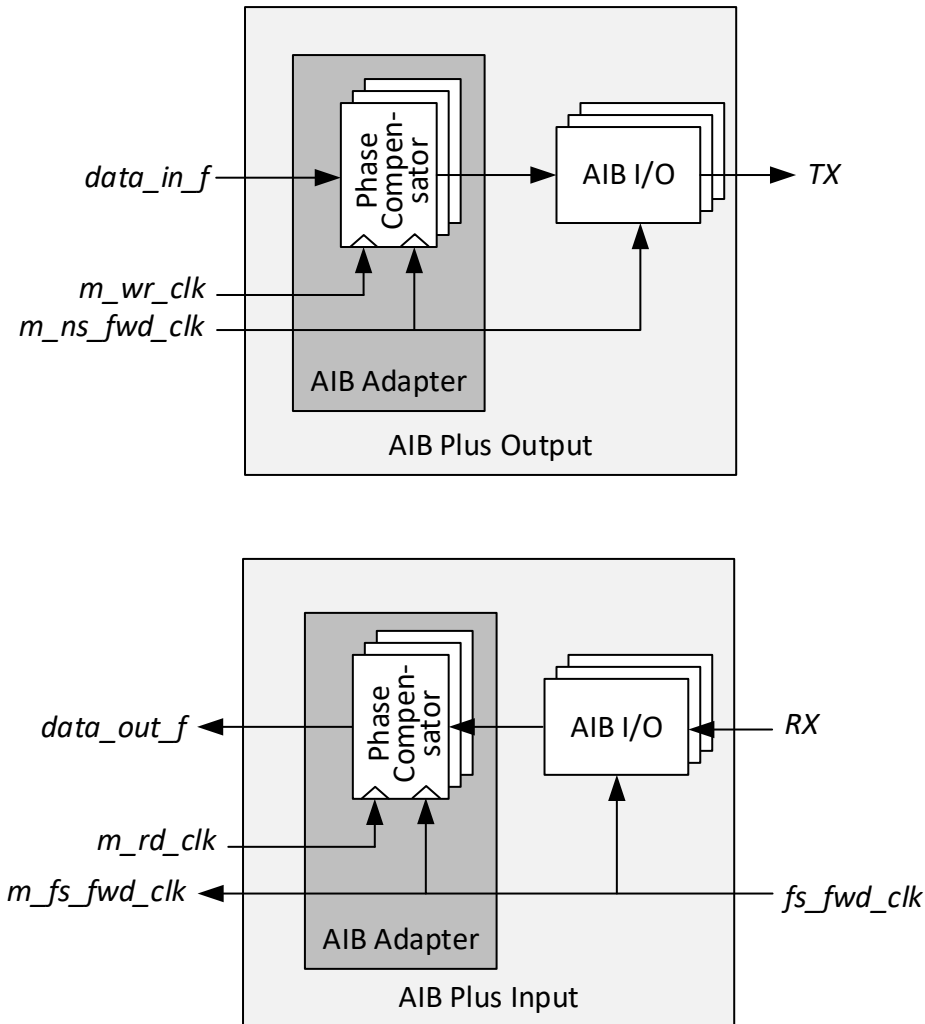 Phase
Compen-
sator
data_in_f
AIB I/O
TX
m_wr_clk
m_ns_fwd_clk
AIB Adapter
AIB Plus Output
Phase
Compen-
sator
data_out_f
AIB I/O
RX
m_rd_clk
m_fs_fwd_clk
fs_fwd_clk
AIB Adapter
AIB Plus Input